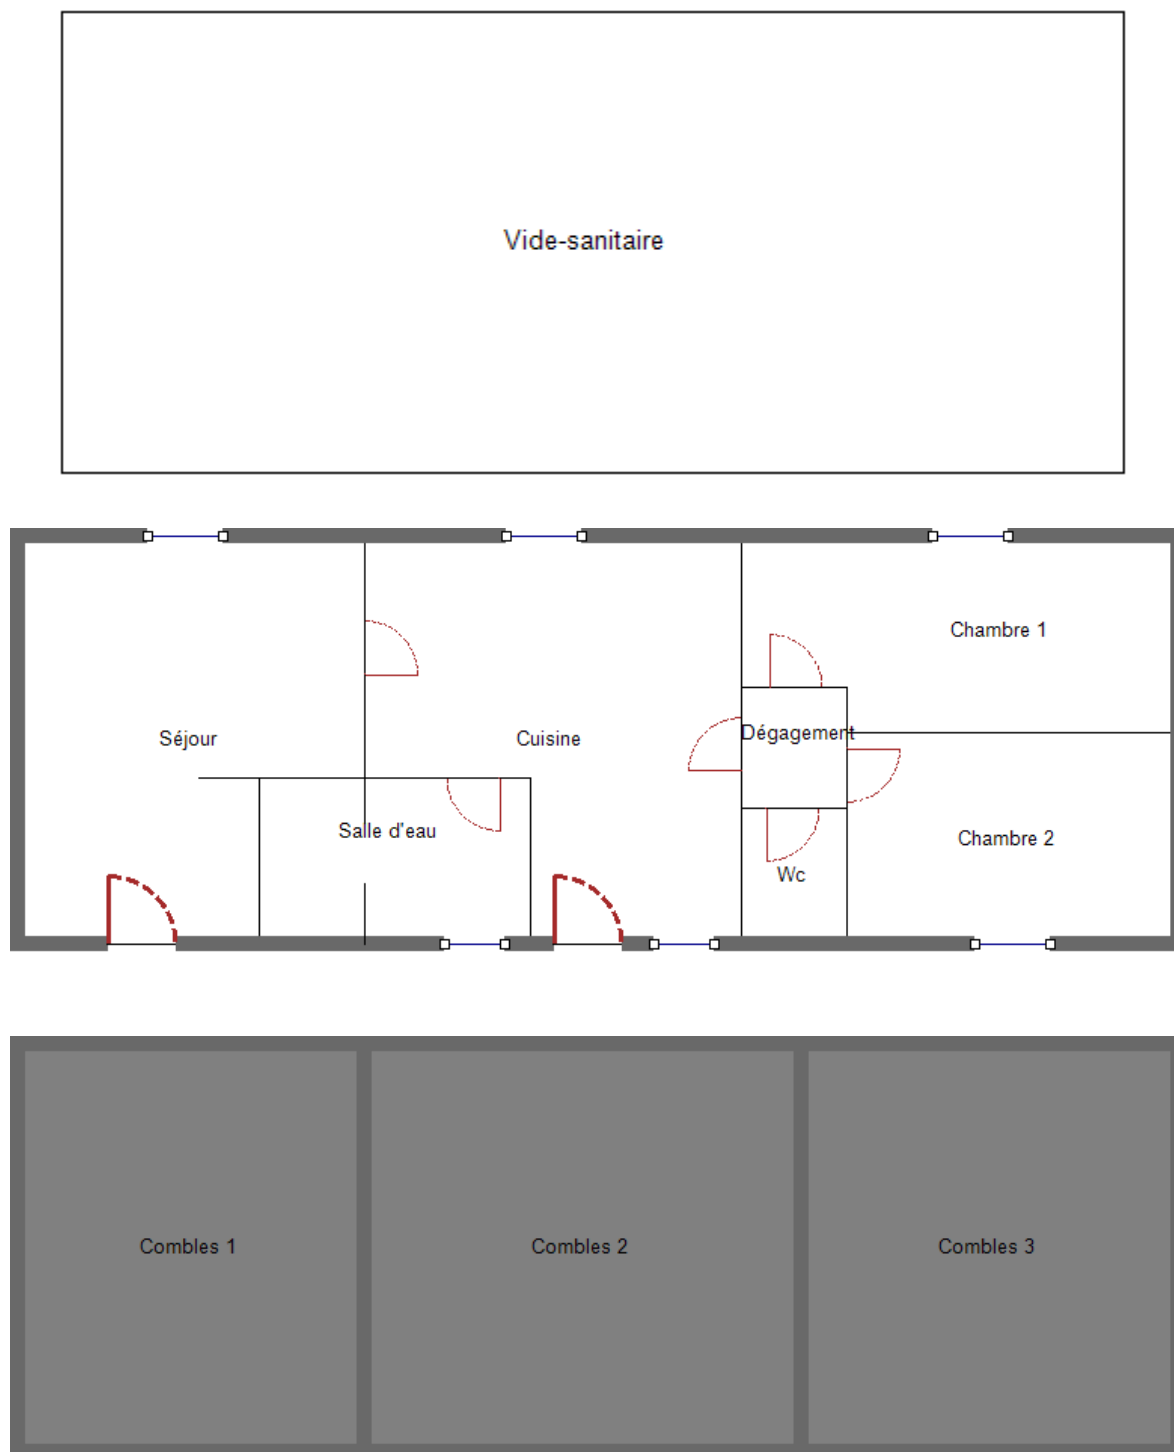 Vide-sanitaire
Chambre 1
Séjour
Cuisine
Dégagement
Salle d'eau
Chambre 2
Wc
Combles 1
Combles 2
Combles 3